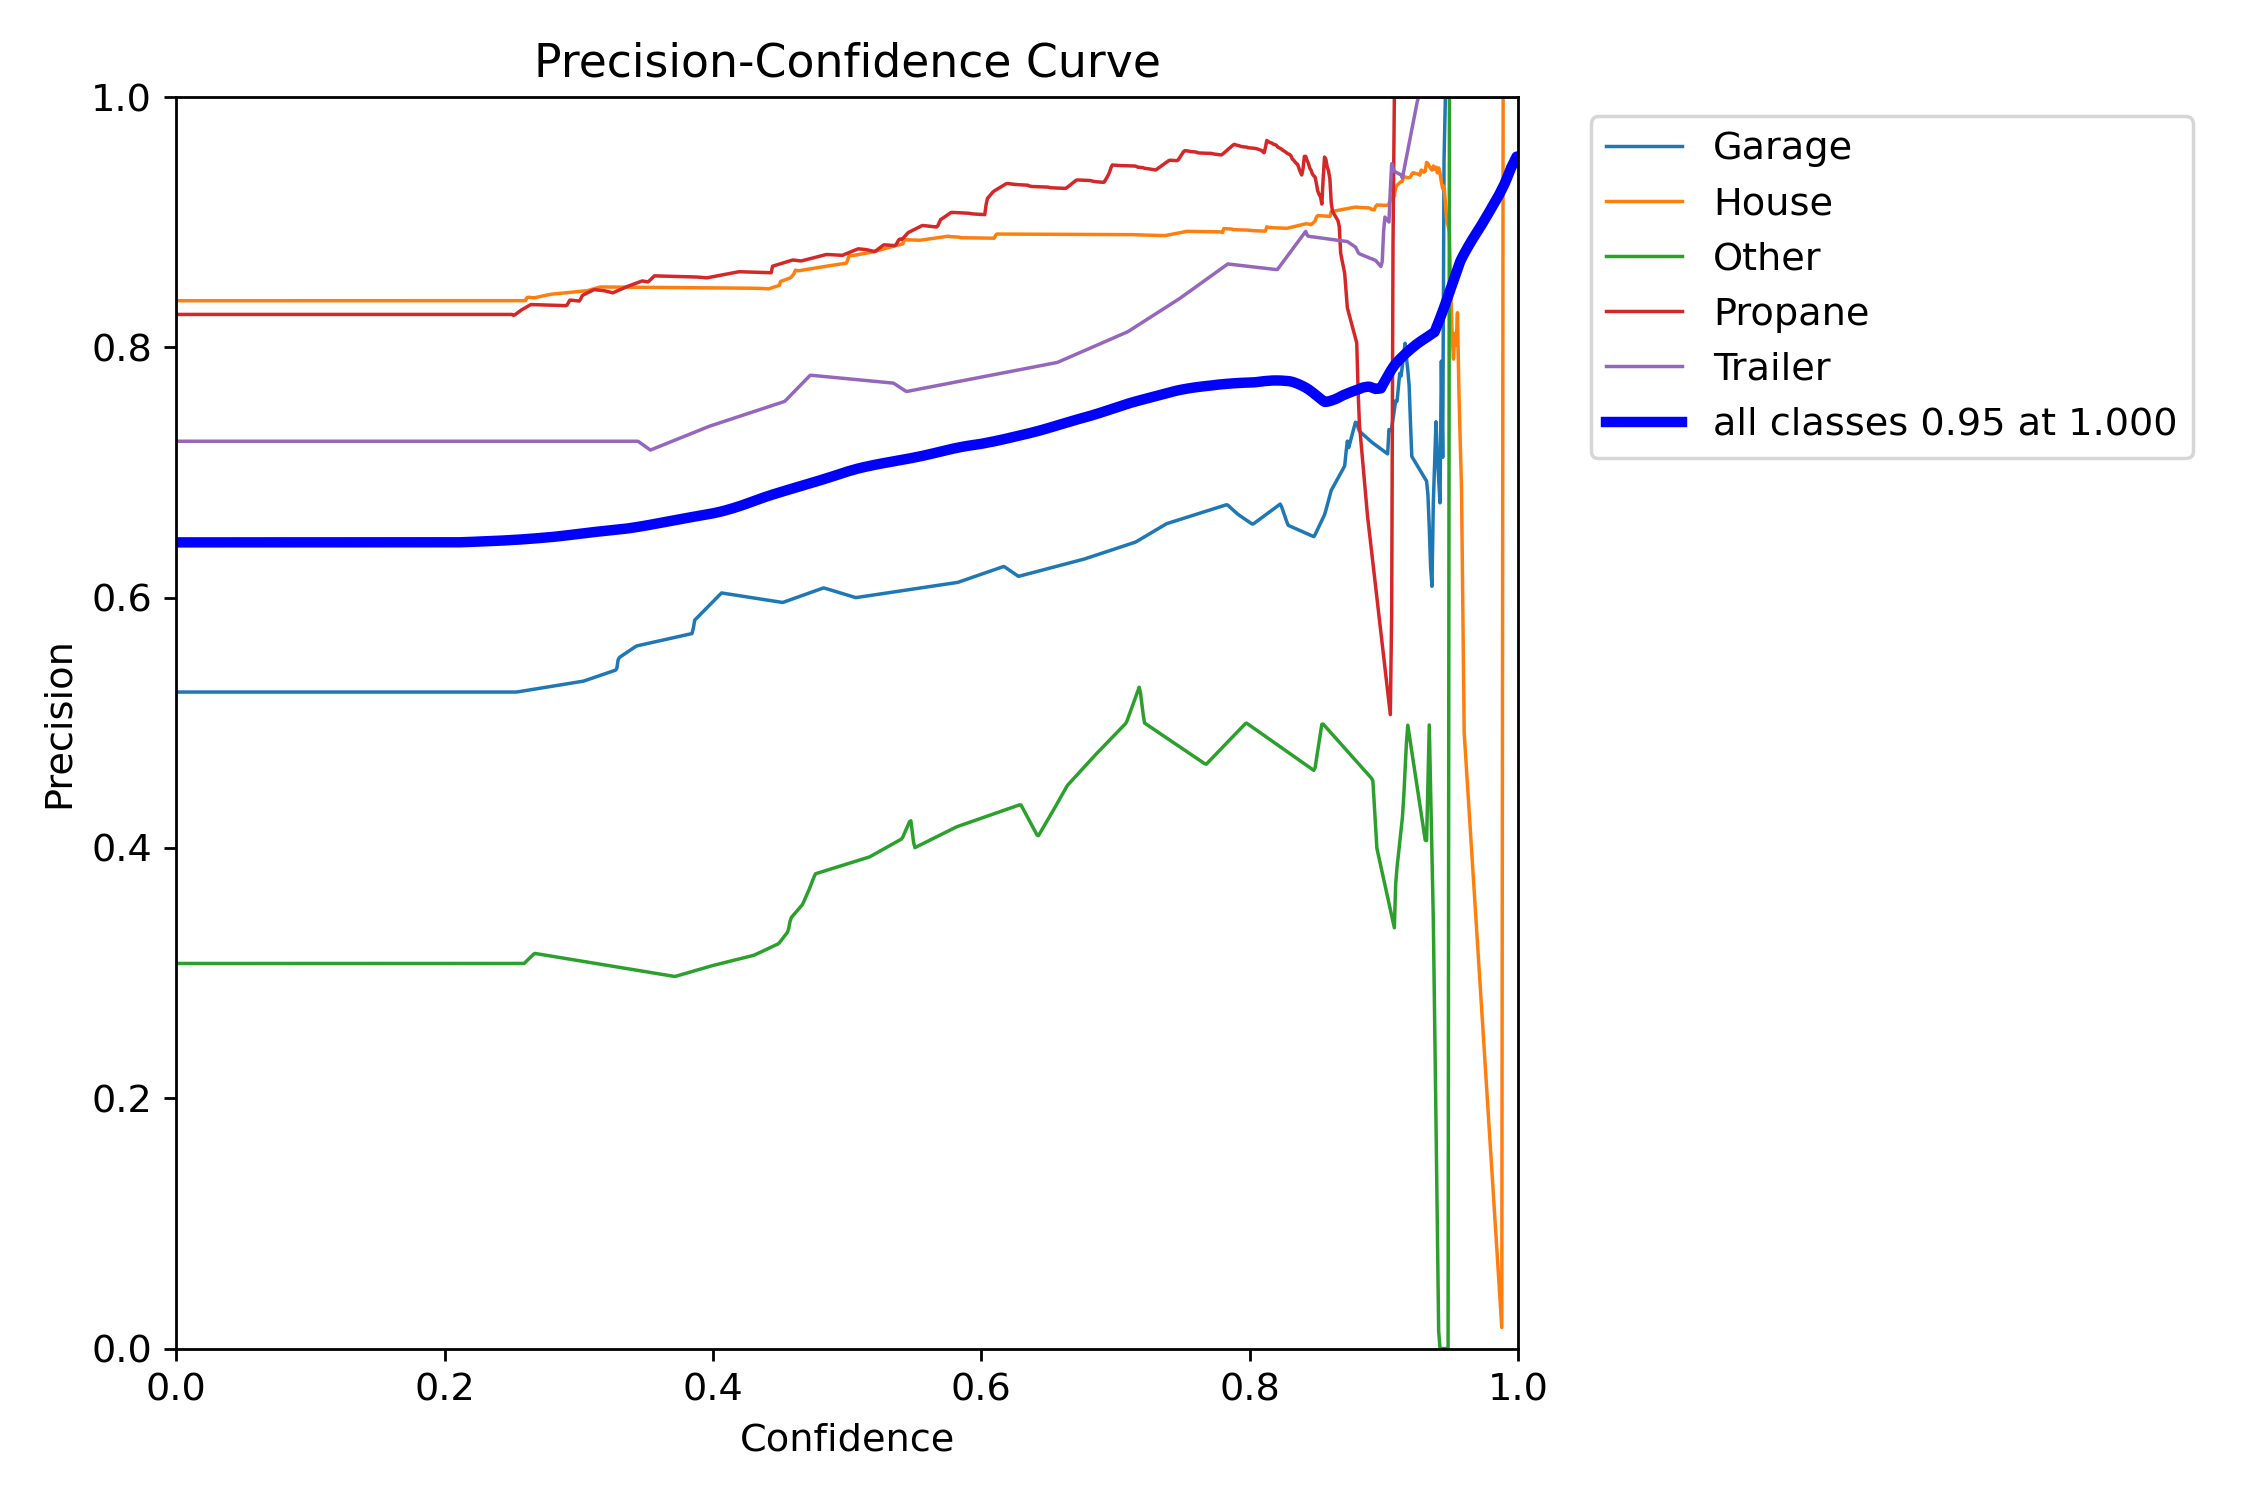 Precision-Confidence Curve
1.0
0.8
0.6
0.4
0.2
0.0
Precision
0.0 0.2 0.4 0.6 0.8 1.0
Confidence
Garage
House
Other
Propane
Trailer
all classes 0.95 at 1.000